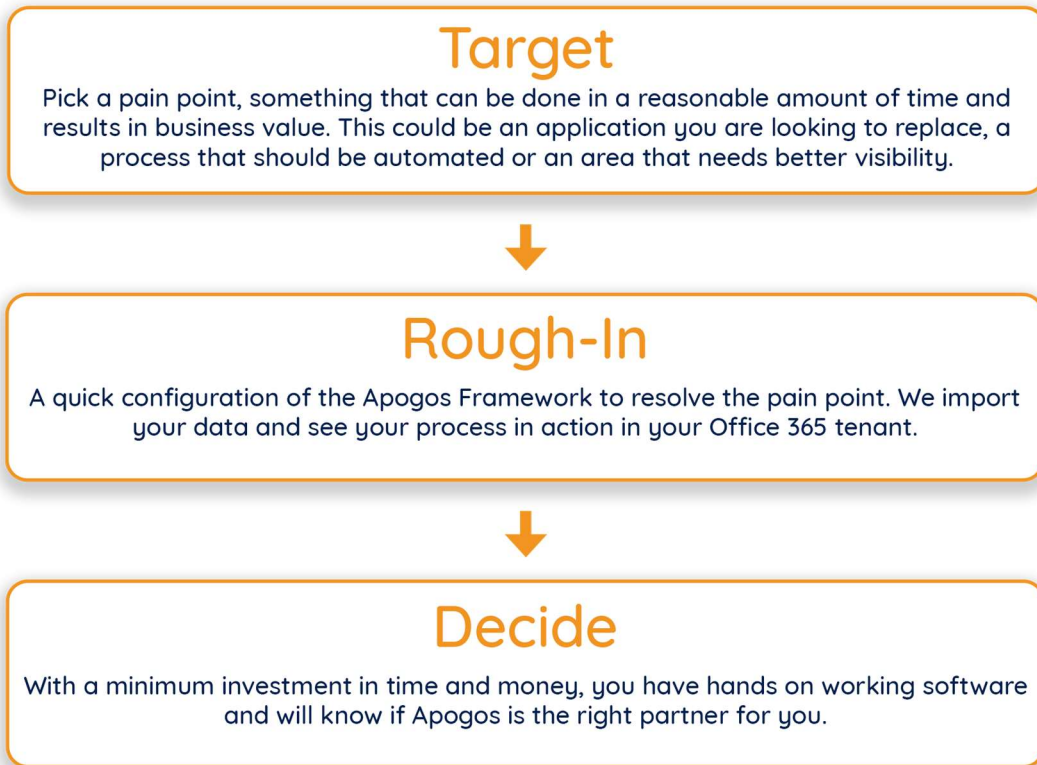 Target
Pick a pain point, something that can be done in a reasonable amount of time and
results in business value. This could be an application you are looking to replace, a
process that should be automated or an area that needs better visibility.
Rough-In
A quick configuration of the Apogos Framework to resolve the pain point. We import
your data and see your process in action in your Office 365 tenant.
Decide
With a minimum investment in time and money, you have hands on working software
and will know if Apogos is the right partner for you.